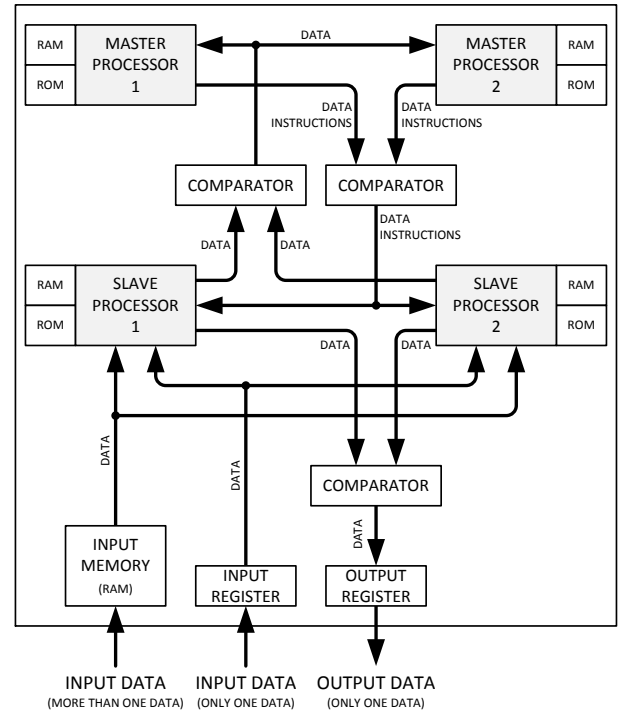 RAM
MASTER
PROCESSOR
1
ROM
DATA
MASTER
PROCESSOR
2
RAM
ROM
DATA
INSTRUCTIONS
DATA
INSTRUCTIONS
COMPARATOR
COMPARATOR
DATA
INSTRUCTIONS
DATA
DATA
RAM
SLAVE
PROCESSOR
1
ROM
SLAVE
PROCESSOR
2
RAM
ROM
DATA
DATA
DATA
DATA
COMPARATOR
DATA
INPUT
MEMORY
(RAM)
INPUT
REGISTER
OUTPUT
REGISTER
INPUT DATA
(MORE THAN ONE DATA)
INPUT DATA
(ONLY ONE DATA)
OUTPUT DATA
(ONLY ONE DATA)